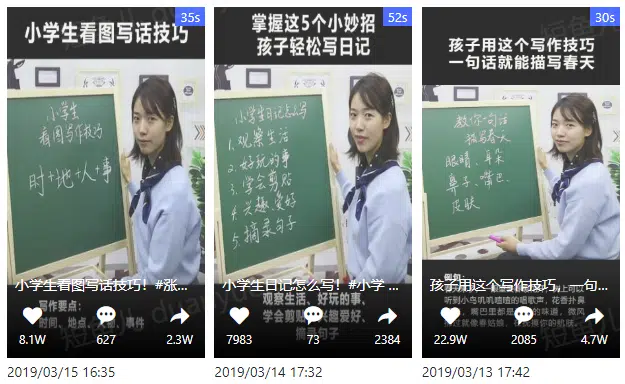 35s
小学生看图写话技巧
小学生
看图写作技巧
时+地+人+事
小学生看图写话技巧！#涨...
写作要点：
时间、地点、人物、事件
8.1W
627
2.3W
2019/03/15 16:35
52s
掌握这5个小妙招
孩子轻松写日记
小学生日记怎么写
1.观察生活
2.好玩的事
3.学会剪贴
4.兴趣、爱好
5.摘录句子
小学生日记怎么写！#小学 ...
观察生活、好玩的事、
学会剪贴、兴趣爱好、
摘录句子
7983
73
2384
2019/03/14 17:32
30s
孩子用这个写作技巧
一句话就能描写春天
教你一句话
描写春天
眼睛、耳朵
鼻子、嘴巴、
皮肤
例句：
孩子用这个写作技巧，一句...
听到小鸟叽叽喳喳的唱歌声，花香扑鼻
，嘴巴里都是
的味道，微风
22.9W
2085
4.7W
2019/03/13 17:42